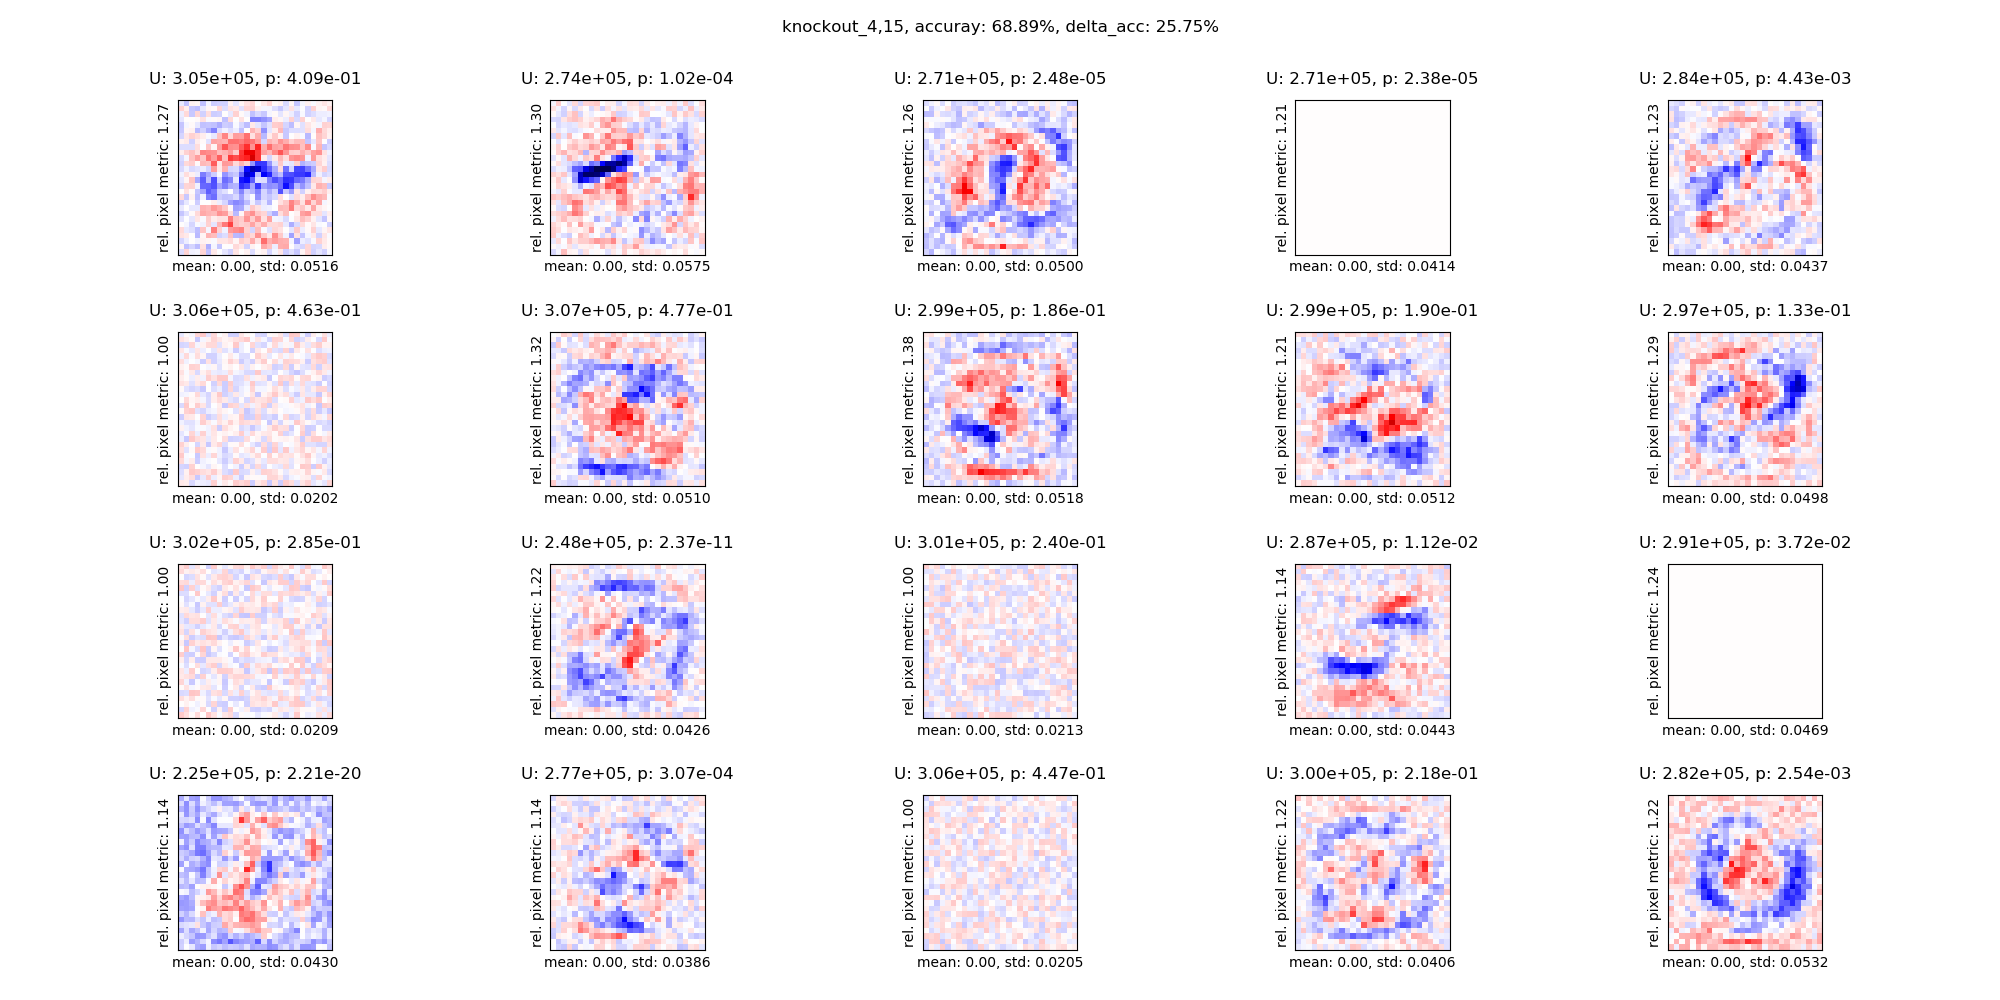 knockout_4,15, accuray: 68.89%, delta_acc: 25.75%
U: 3.05e+05, p: 4.09e-01
rel. pixel metric: 1.27
mean: 0.00, std: 0.0516
U: 2.74e+05, p: 1.02e-04
rel. pixel metric: 1.30
mean: 0.00, std: 0.0575
U: 2.71e+05, p: 2.48e-05
rel. pixel metric: 1.26
mean: 0.00, std: 0.0500
U: 2.71e+05, p: 2.38e-05
rel. pixel metric: 1.21
mean: 0.00, std: 0.0414
U: 2.84e+05, p: 4.43e-03
rel. pixel metric: 1.23
mean: 0.00, std: 0.0437
U: 3.06e+05, p: 4.63e-01
rel. pixel metric: 1.00
mean: 0.00, std: 0.0202
U: 3.07e+05, p: 4.77e-01
rel. pixel metric: 1.32
mean: 0.00, std: 0.0510
U: 2.99e+05, p: 1.86e-01
rel. pixel metric: 1.38
mean: 0.00, std: 0.0518
U: 2.99e+05, p: 1.90e-01
rel. pixel metric: 1.21
mean: 0.00, std: 0.0512
U: 2.97e+05, p: 1.33e-01
rel. pixel metric: 1.29
mean: 0.00, std: 0.0498
U: 3.02e+05, p: 2.85e-01
rel. pixel metric: 1.00
mean: 0.00, std: 0.0209
U: 2.48e+05, p: 2.37e-11
rel. pixel metric: 1.22
mean: 0.00, std: 0.0426
U: 3.01e+05, p: 2.40e-01
rel. pixel metric: 1.00
mean: 0.00, std: 0.0213
U: 2.87e+05, p: 1.12e-02
rel. pixel metric: 1.14
mean: 0.00, std: 0.0443
U: 2.91e+05, p: 3.72e-02
rel. pixel metric: 1.24
mean: 0.00, std: 0.0469
U: 2.25e+05, p: 2.21e-20
rel. pixel metric: 1.14
mean: 0.00, std: 0.0430
U: 2.77e+05, p: 3.07e-04
rel. pixel metric: 1.14
mean: 0.00, std: 0.0386
U: 3.06e+05, p: 4.47e-01
rel. pixel metric: 1.00
mean: 0.00, std: 0.0205
U: 3.00e+05, p: 2.18e-01
rel. pixel metric: 1.22
mean: 0.00, std: 0.0406
U: 2.82e+05, p: 2.54e-03
rel. pixel metric: 1.22
mean: 0.00, std: 0.0532